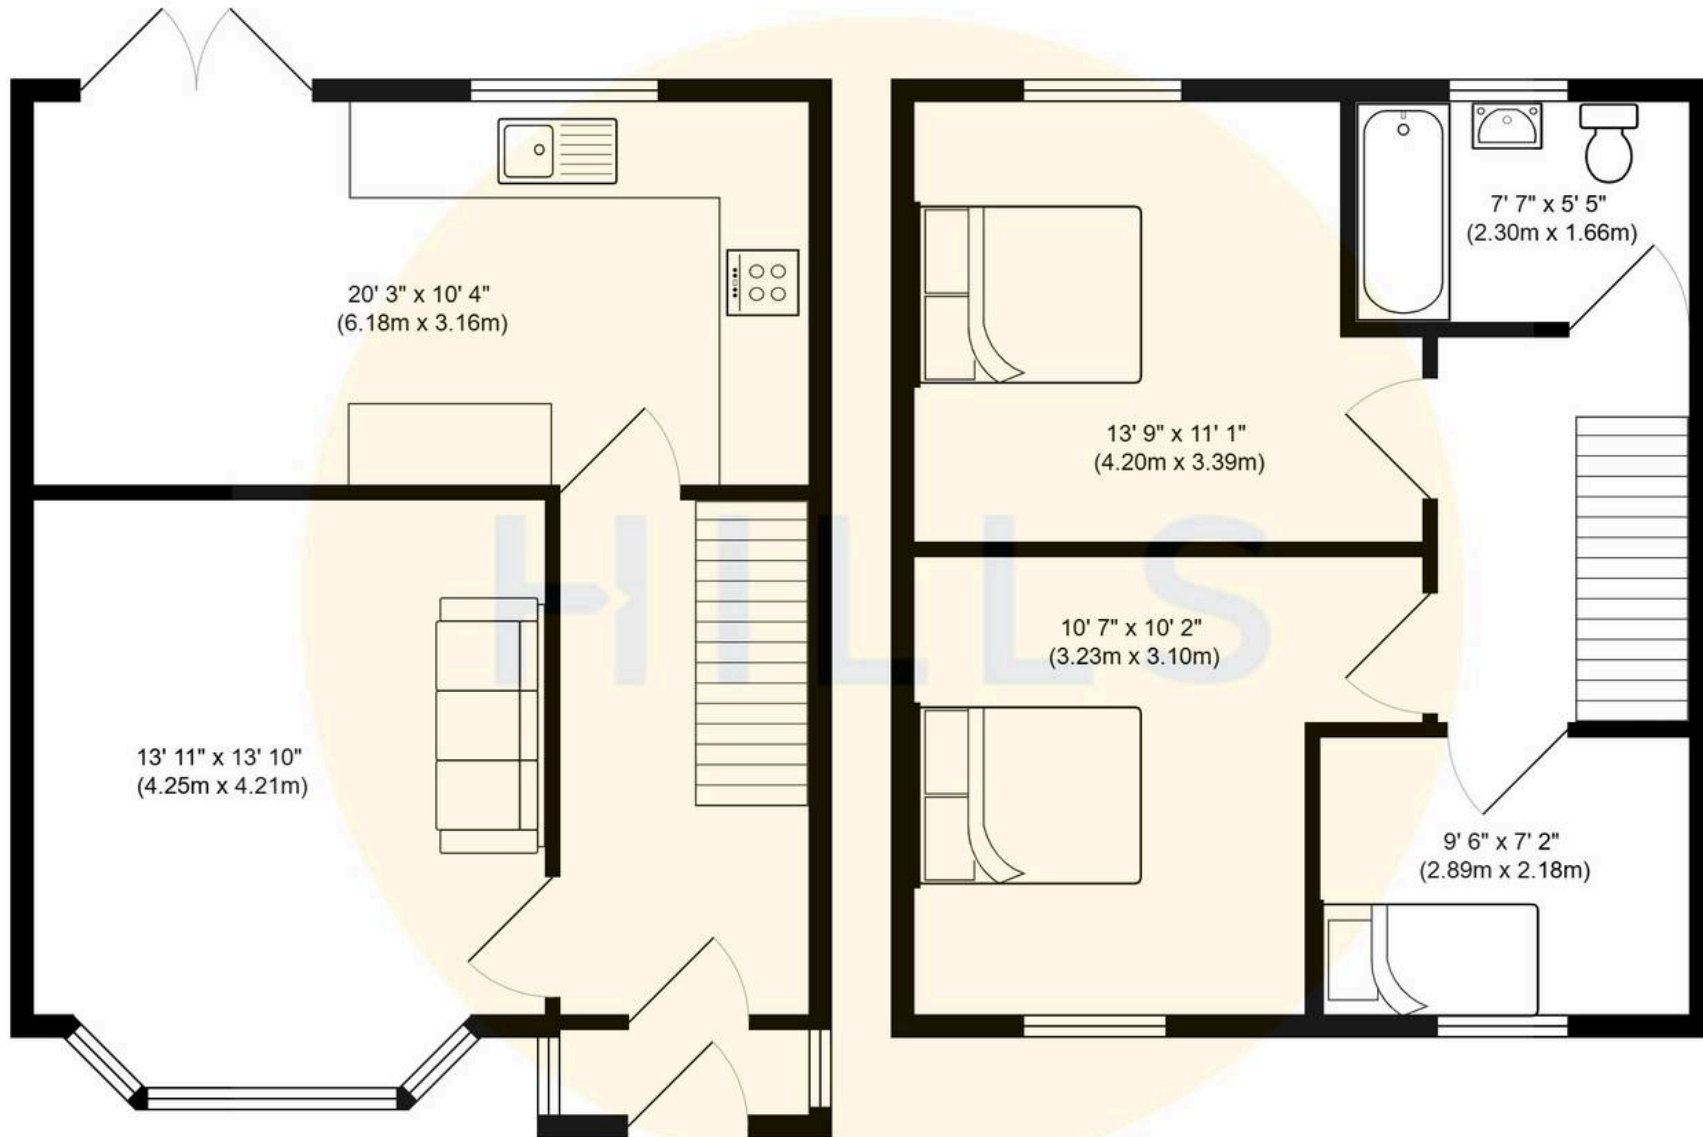 20' 3" x 10' 4"
(6.18m x 3.16m)
13' 11" x 13' 10"
(4.25m x 4.21m)
7' 7" x 5' 5"
(2.30m x 1.66m)
13' 9" x 11' 1"
(4.20m x 3.39m)
10' 7" x 10' 2"
(3.23m x 3.10m)
9' 6" x 7' 2"
(2.89m x 2.18m)
HILLS